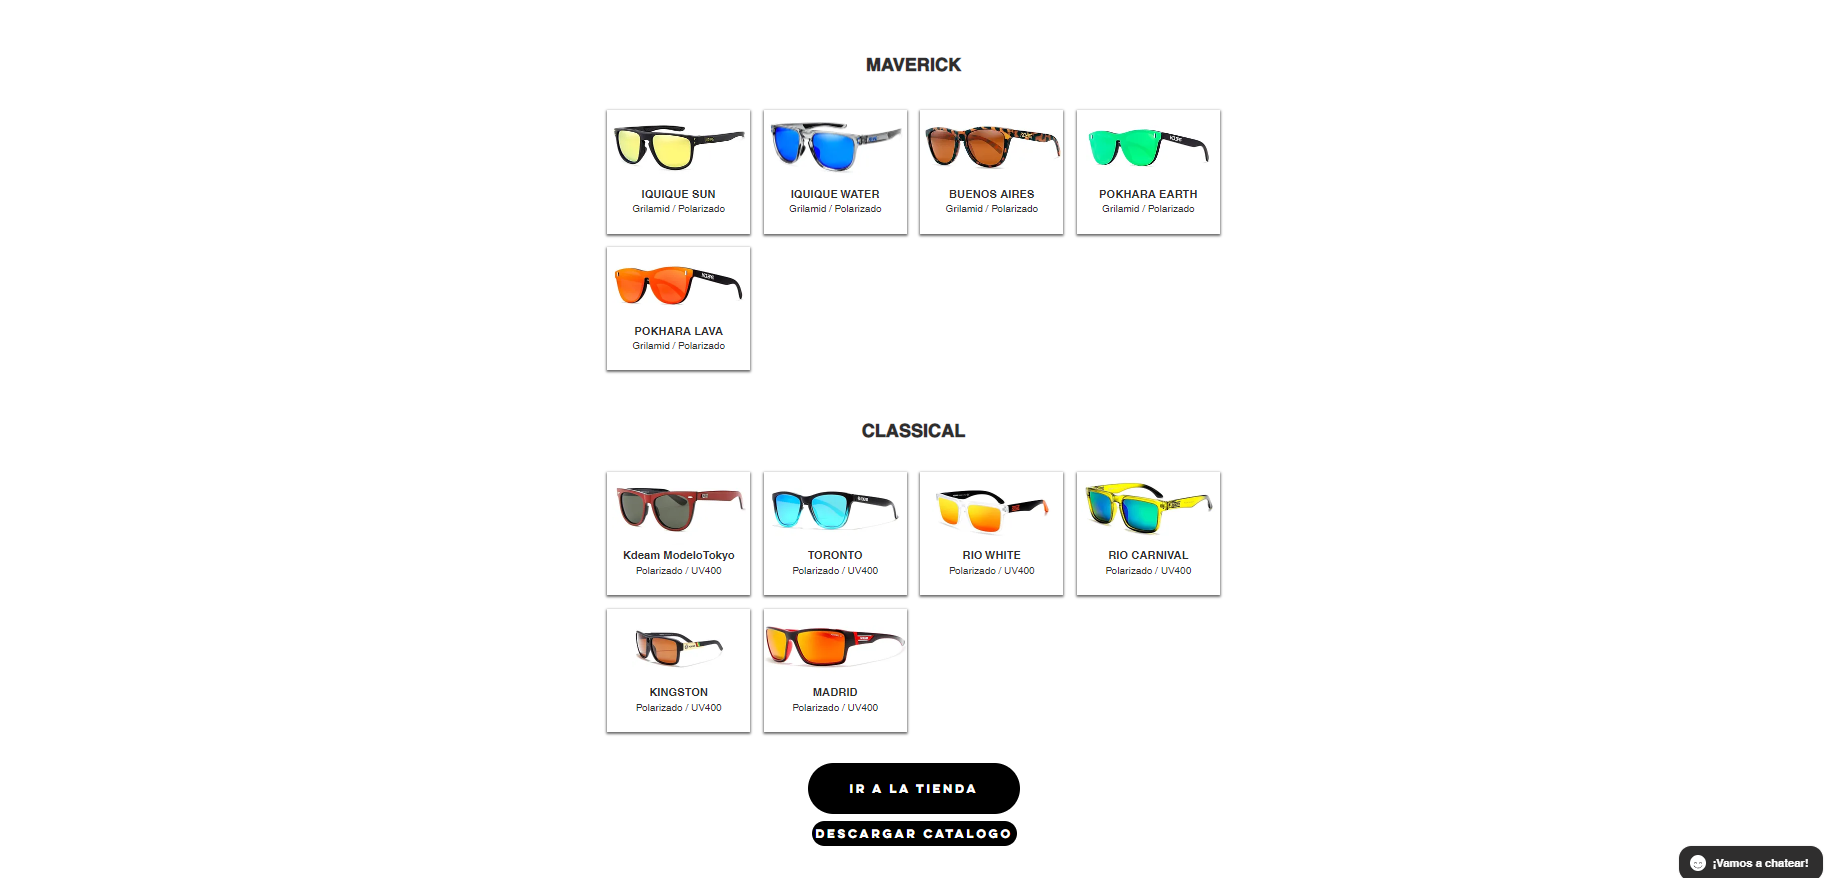 MAVERICK
IQUIQUE SUN
Grilamid / Polarizado
IQUIQUE WATER
Grilamid / Polarizado
BUENOS AIRES
Grilamid / Polarizado
POKHARA EARTH
Grilamid / Polarizado
POKHARA LAVA
Grilamid / Polarizado
CLASSICAL
Kdeam ModeloTokyo
Polarizado / UV400
TORONTO
Polarizado / UV400
RIO WHITE
Polarizado / UV400
RIO CARNIVAL
Polarizado / UV400
KINGSTON
Polarizado / UV400
MADRID
Polarizado / UV400
IR A LA TIENDA
DESCARGAR CATALOGO
¡Vamos a chatear!